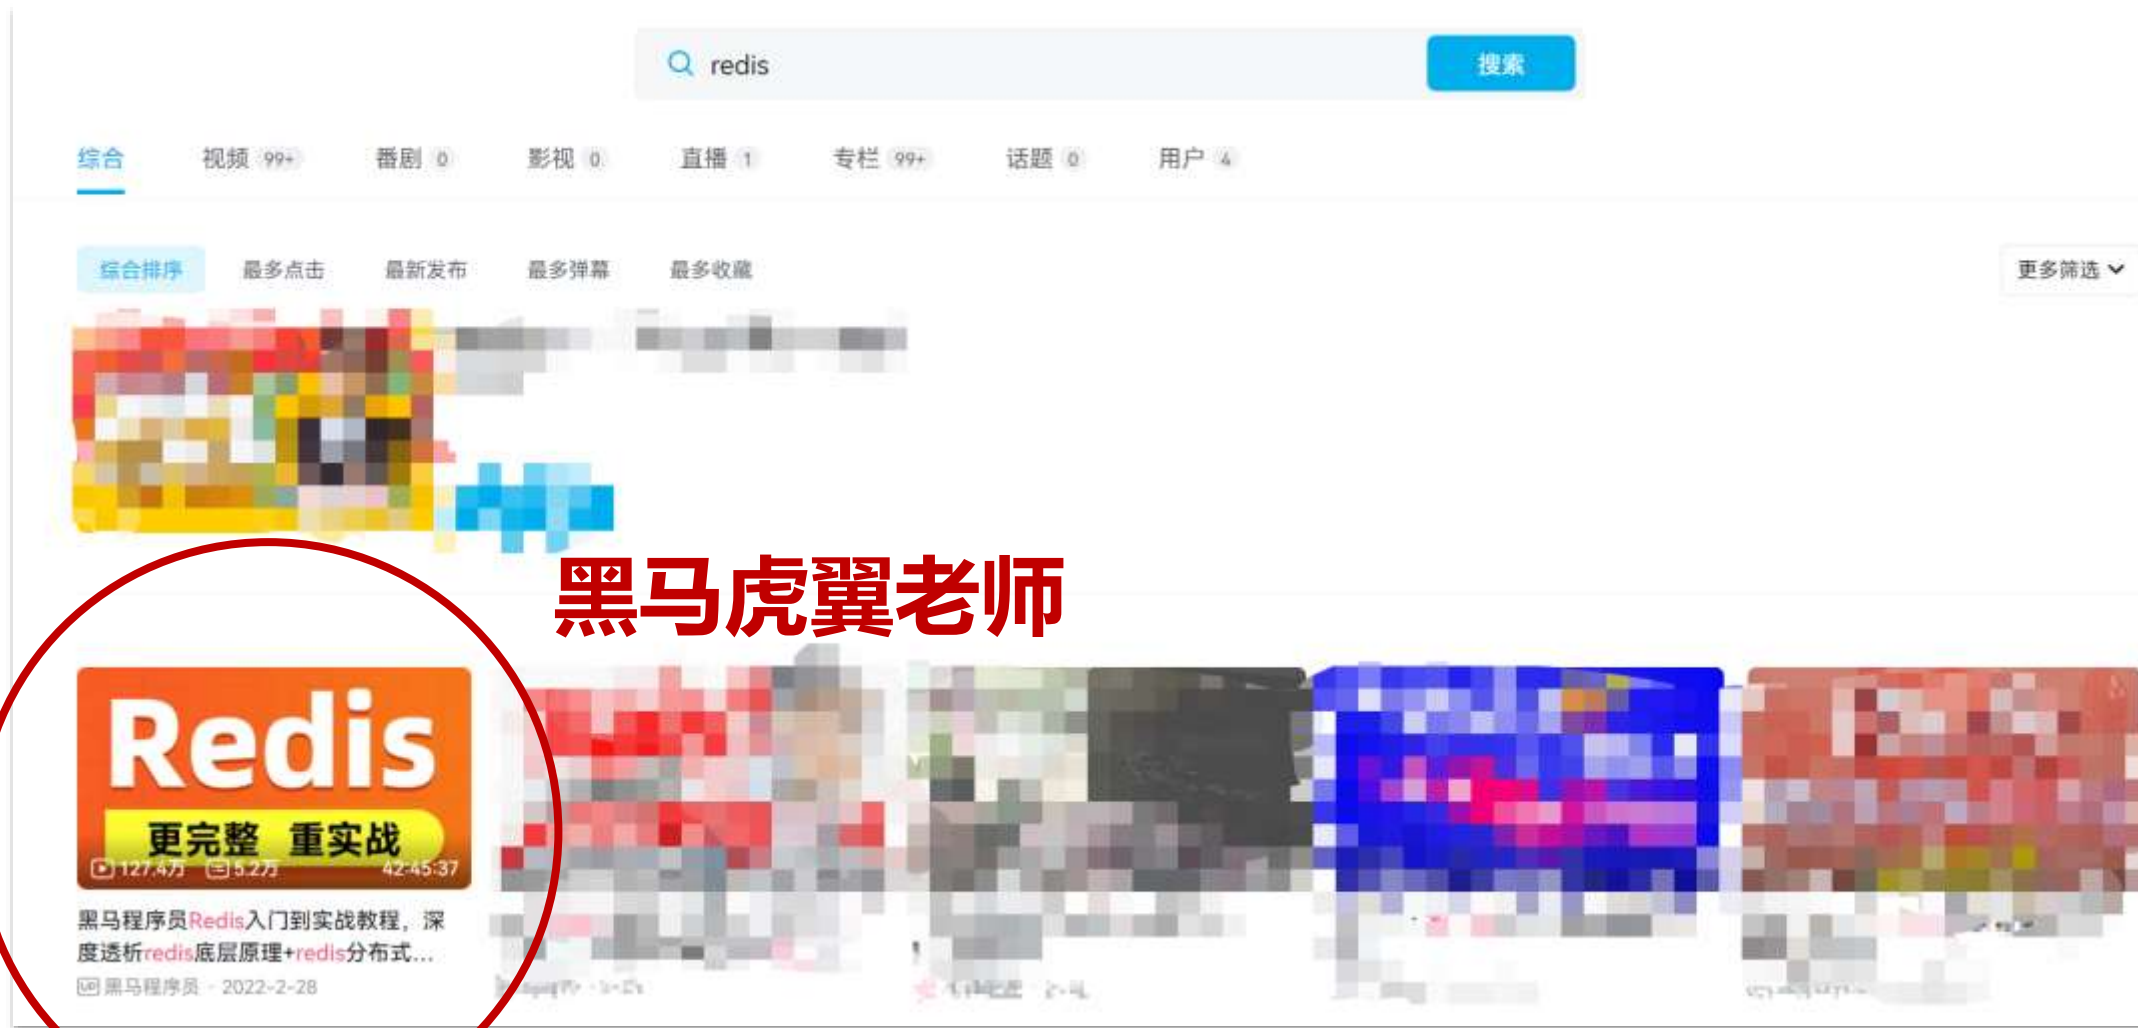 redis
搜索
综合
视频 99+
番剧 0
影视 0
直播 1
专栏 99+
话题 0
用户 4
综合排序
最多点击
最新发布
最多弹幕
最多收藏
更多筛选
黑马虎翼老师
Redis
更完整 重实战
127.4万 5.2万 42:45:37
黑马程序员Redis入门到实战教程，深
度透析redis底层原理+redis分布式...
UP 黑马程序员 · 2022-2-28